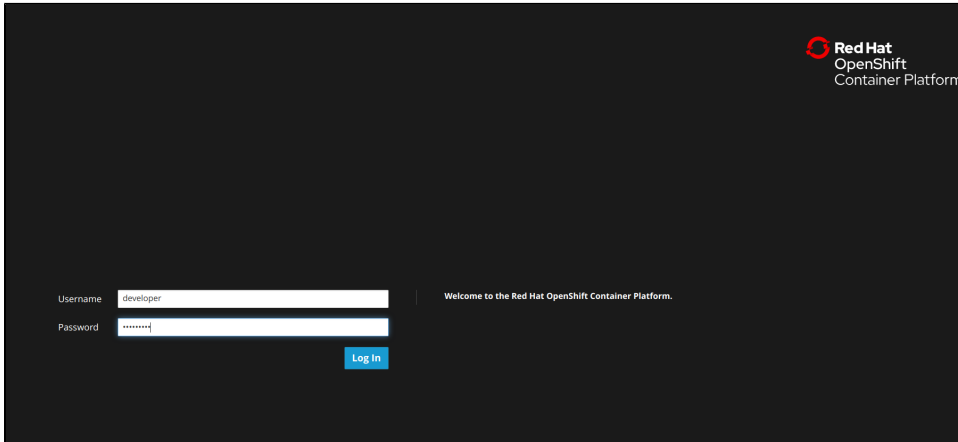 Red Hat
OpenShift
Container Platform
Username
developer
Welcome to the Red Hat OpenShift Container Platform.
Password
•••••••••
Log In